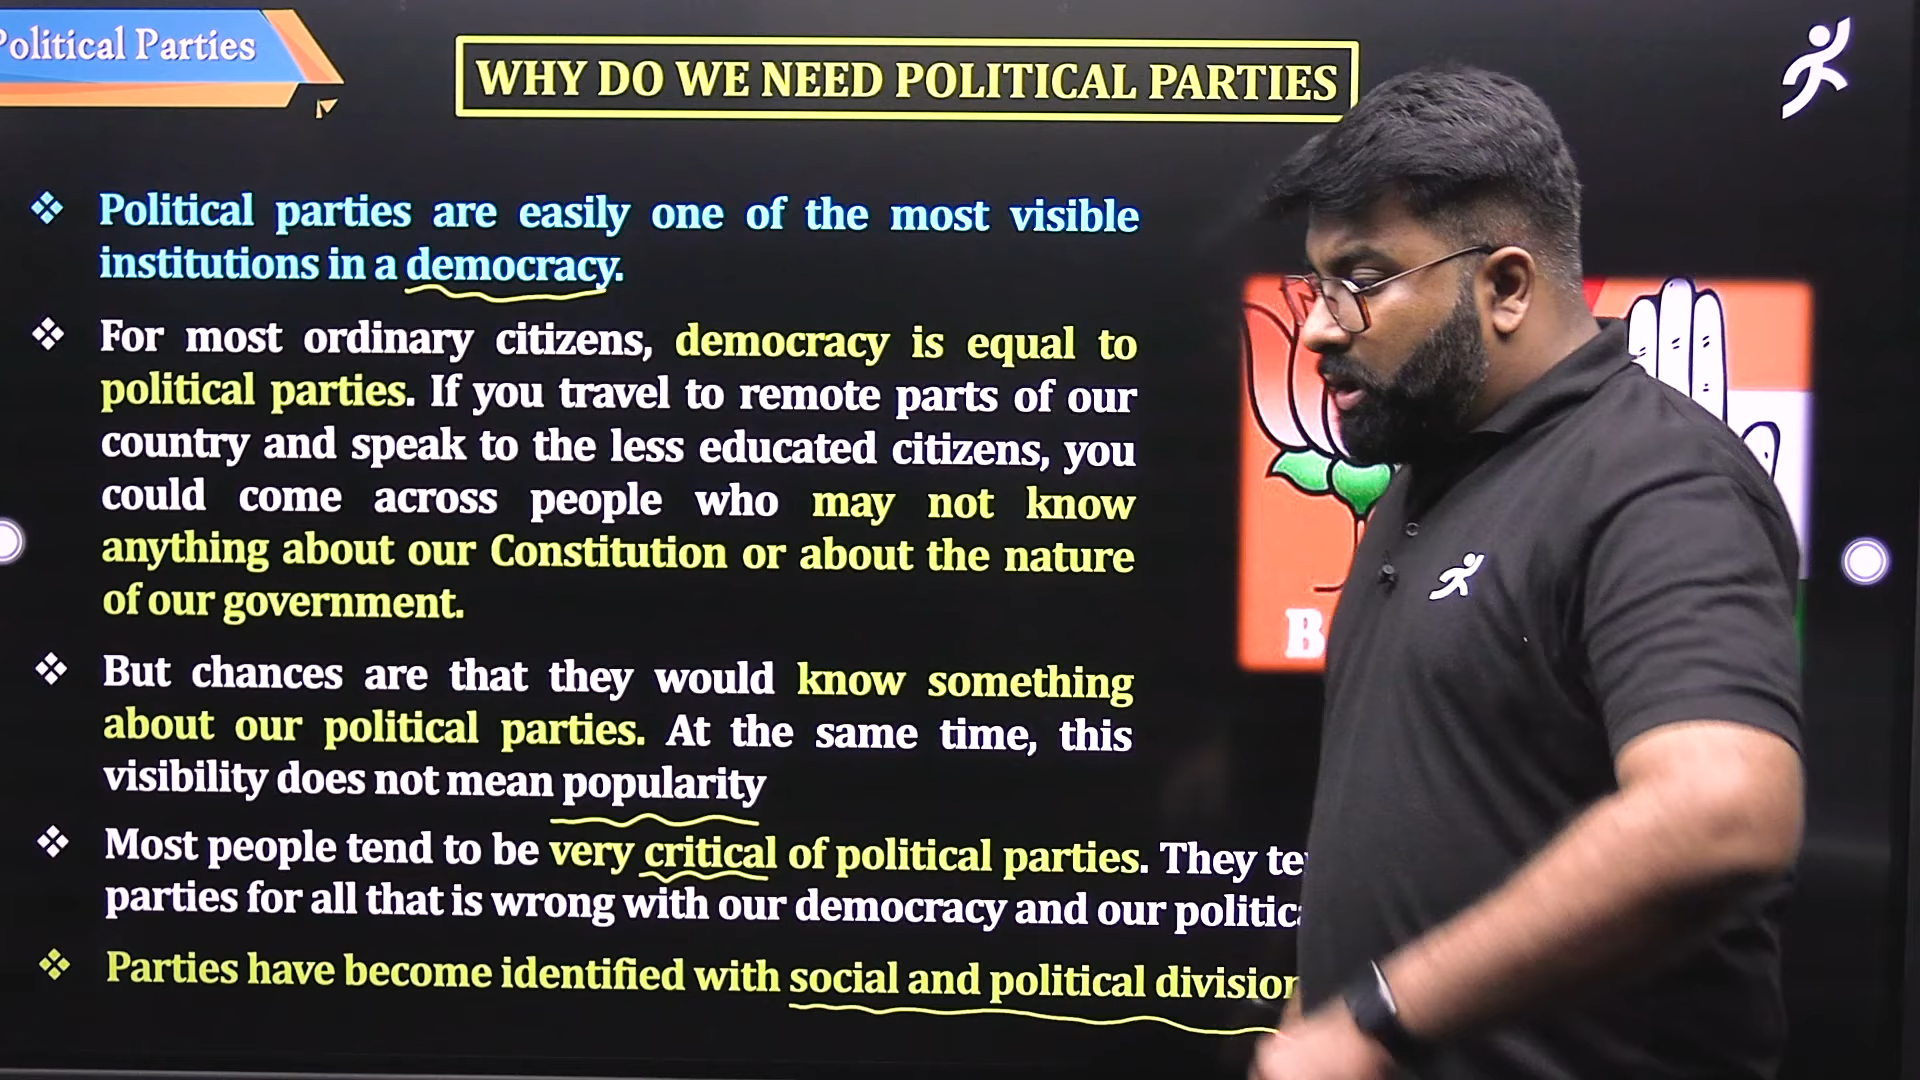 Political Parties
WHY DO WE NEED POLITICAL PARTIES
❖ Political parties are easily one of the most visible
institutions in a democracy.
❖ For most ordinary citizens, democracy is equal to
political parties. If you travel to remote parts of our
country and speak to the less educated citizens, you
could come across people who may not know
anything about our Constitution or about the nature
of our government.
❖ But chances are that they would know something
about our political parties. At the same time, this
visibility does not mean popularity
❖ Most people tend to be very critical of political parties. They
parties for all that is wrong with our democracy and our
❖ Parties have become identified with social and political
B